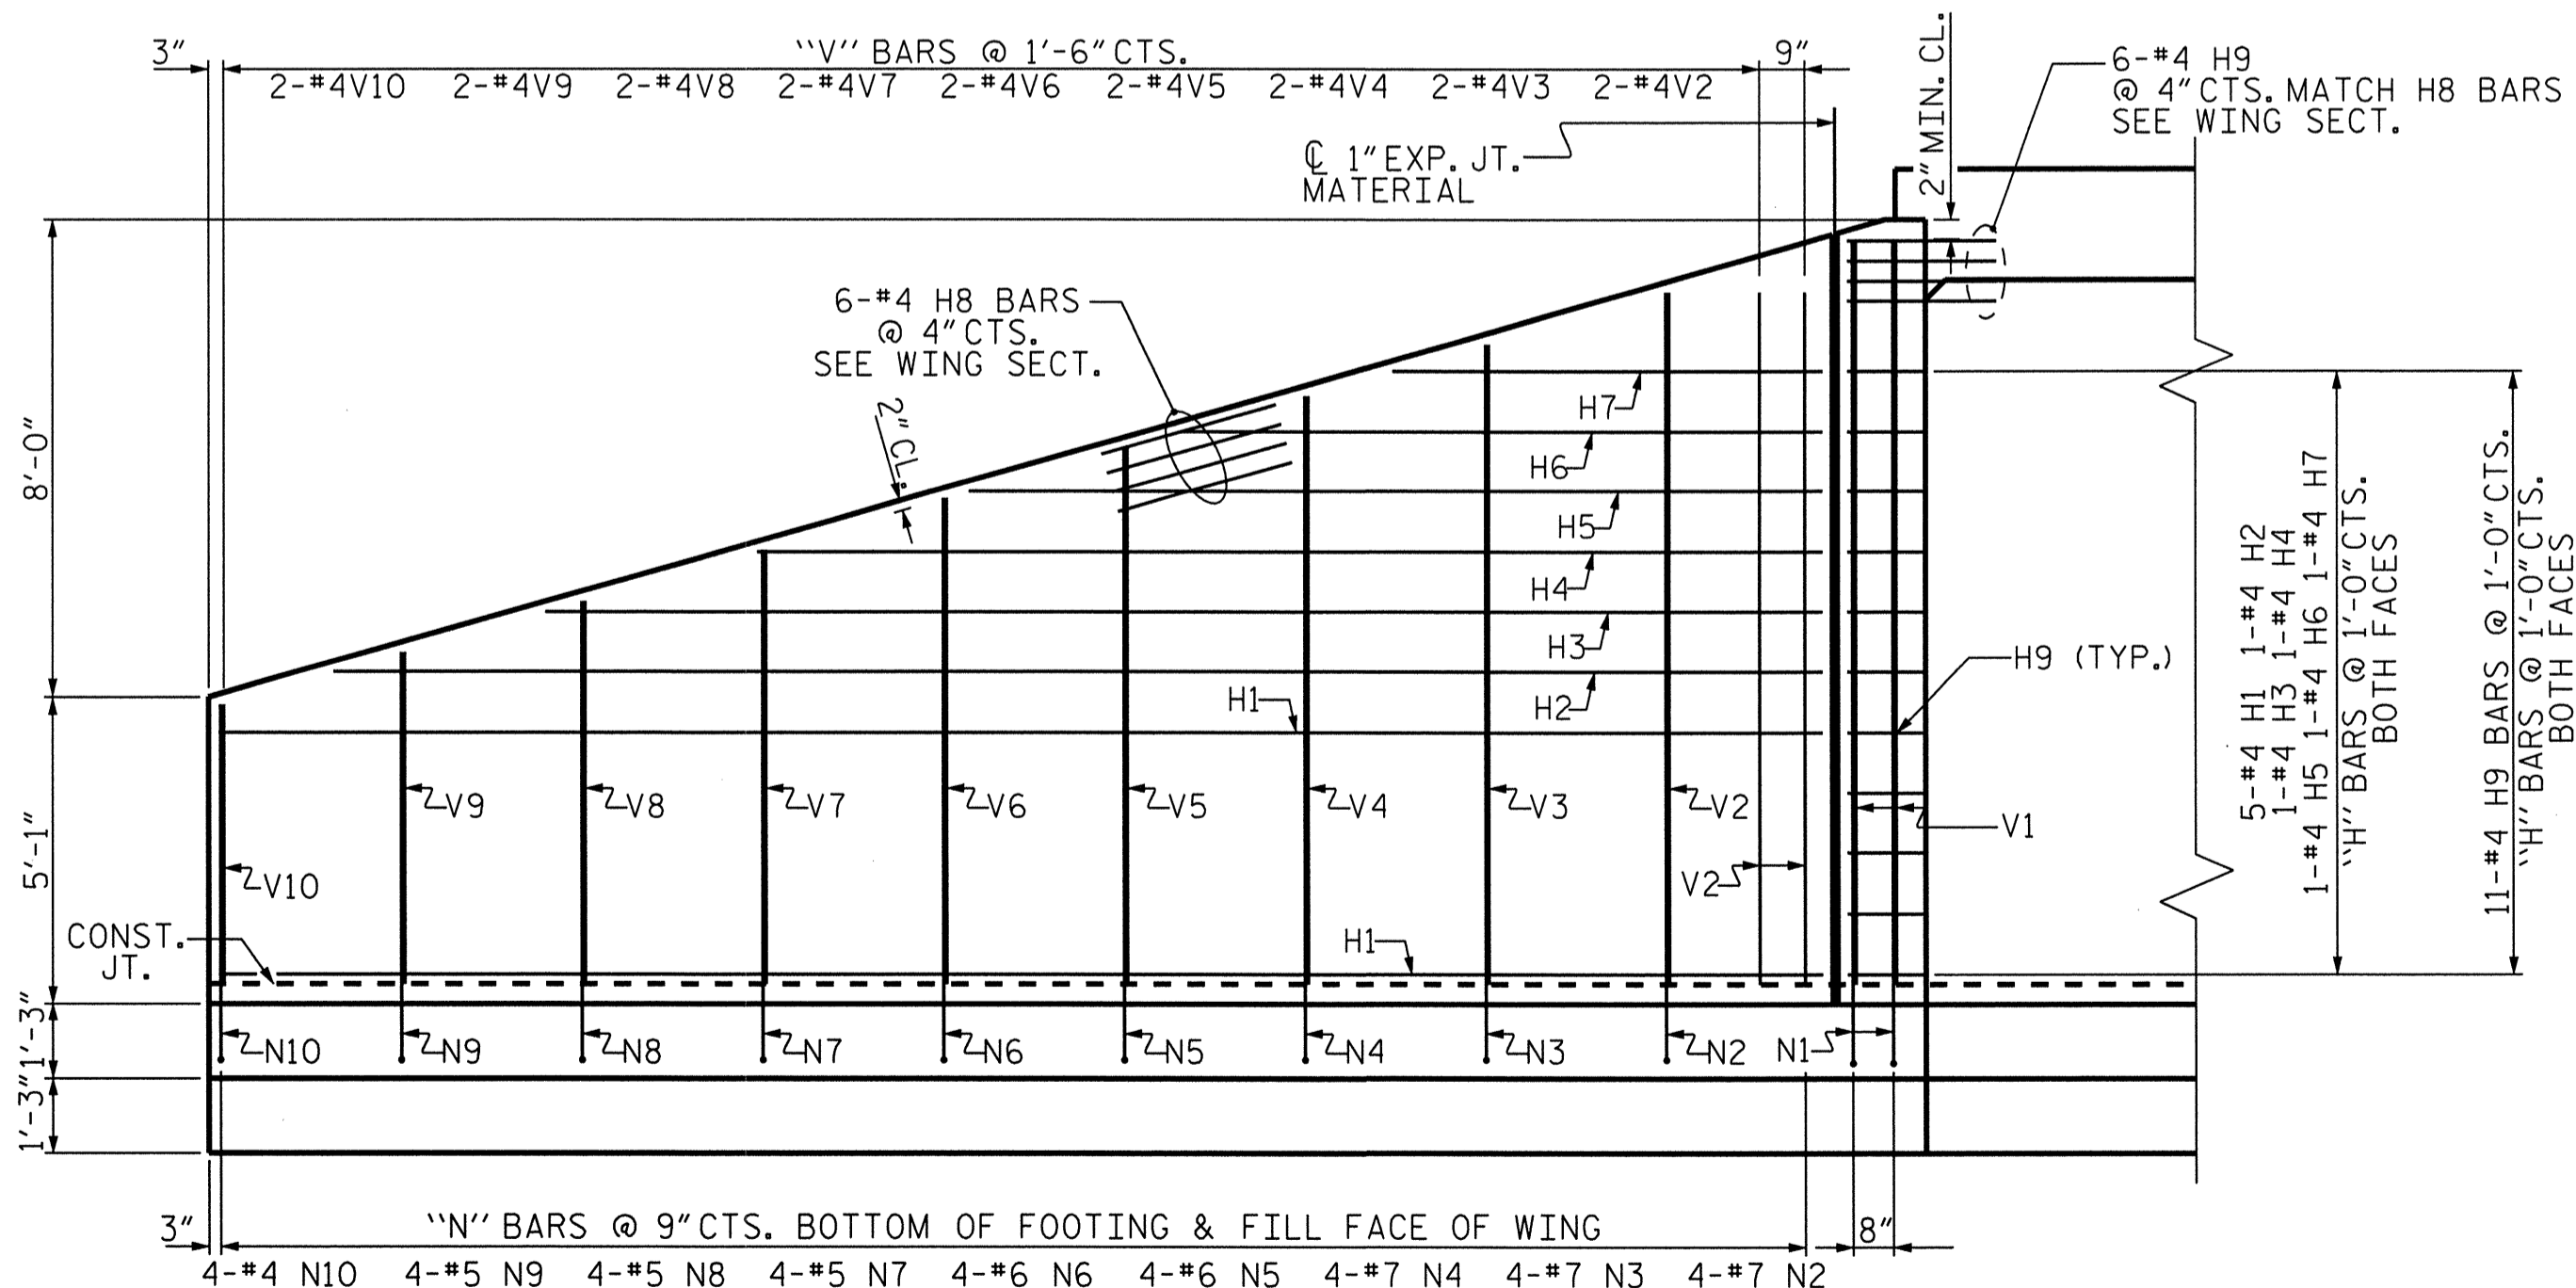 3" ‵‵V′′ BARS @ 1′-6" CTS. 9"
2-#4V10 2-#4V9 2-#4V8 2-#4V7 2-#4V6 2-#4V5 2-#4V4 2-#4V3 2-#4V2
2" MIN. CL.
6-#4 H9
@ 4" CTS. MATCH H8 BARS
SEE WING SECT.
℄ 1" EXP. JT.
MATERIAL
6-#4 H8 BARS
@ 4" CTS.
SEE WING SECT.
2" CL.
8′-0"
H7
H6
H5
H4
H3
H2
H1
H9 (TYP.)
5-#4 H1 1-#4 H2
1-#4 H3 1-#4 H4
1-#4 H5 1-#4 H6 1-#4 H7
‵‵H′′ BARS @ 1′-0" CTS.
BOTH FACES
11-#4 H9 BARS @ 1′-0" CTS.
‵‵H′′ BARS @ 1′-0" CTS.
BOTH FACES
5′-1"
V10
V9
V8
V7
V6
V5
V4
V3
V2
V2
V1
CONST.
JT.
H1
1′-3"
N10 N9 N8 N7 N6 N5 N4 N3 N2 N1
1′-3"
3" ‵‵N′′ BARS @ 9" CTS. BOTTOM OF FOOTING & FILL FACE OF WING 8"
4-#4 N10 4-#5 N9 4-#5 N8 4-#5 N7 4-#6 N6 4-#6 N5 4-#7 N4 4-#7 N3 4-#7 N2